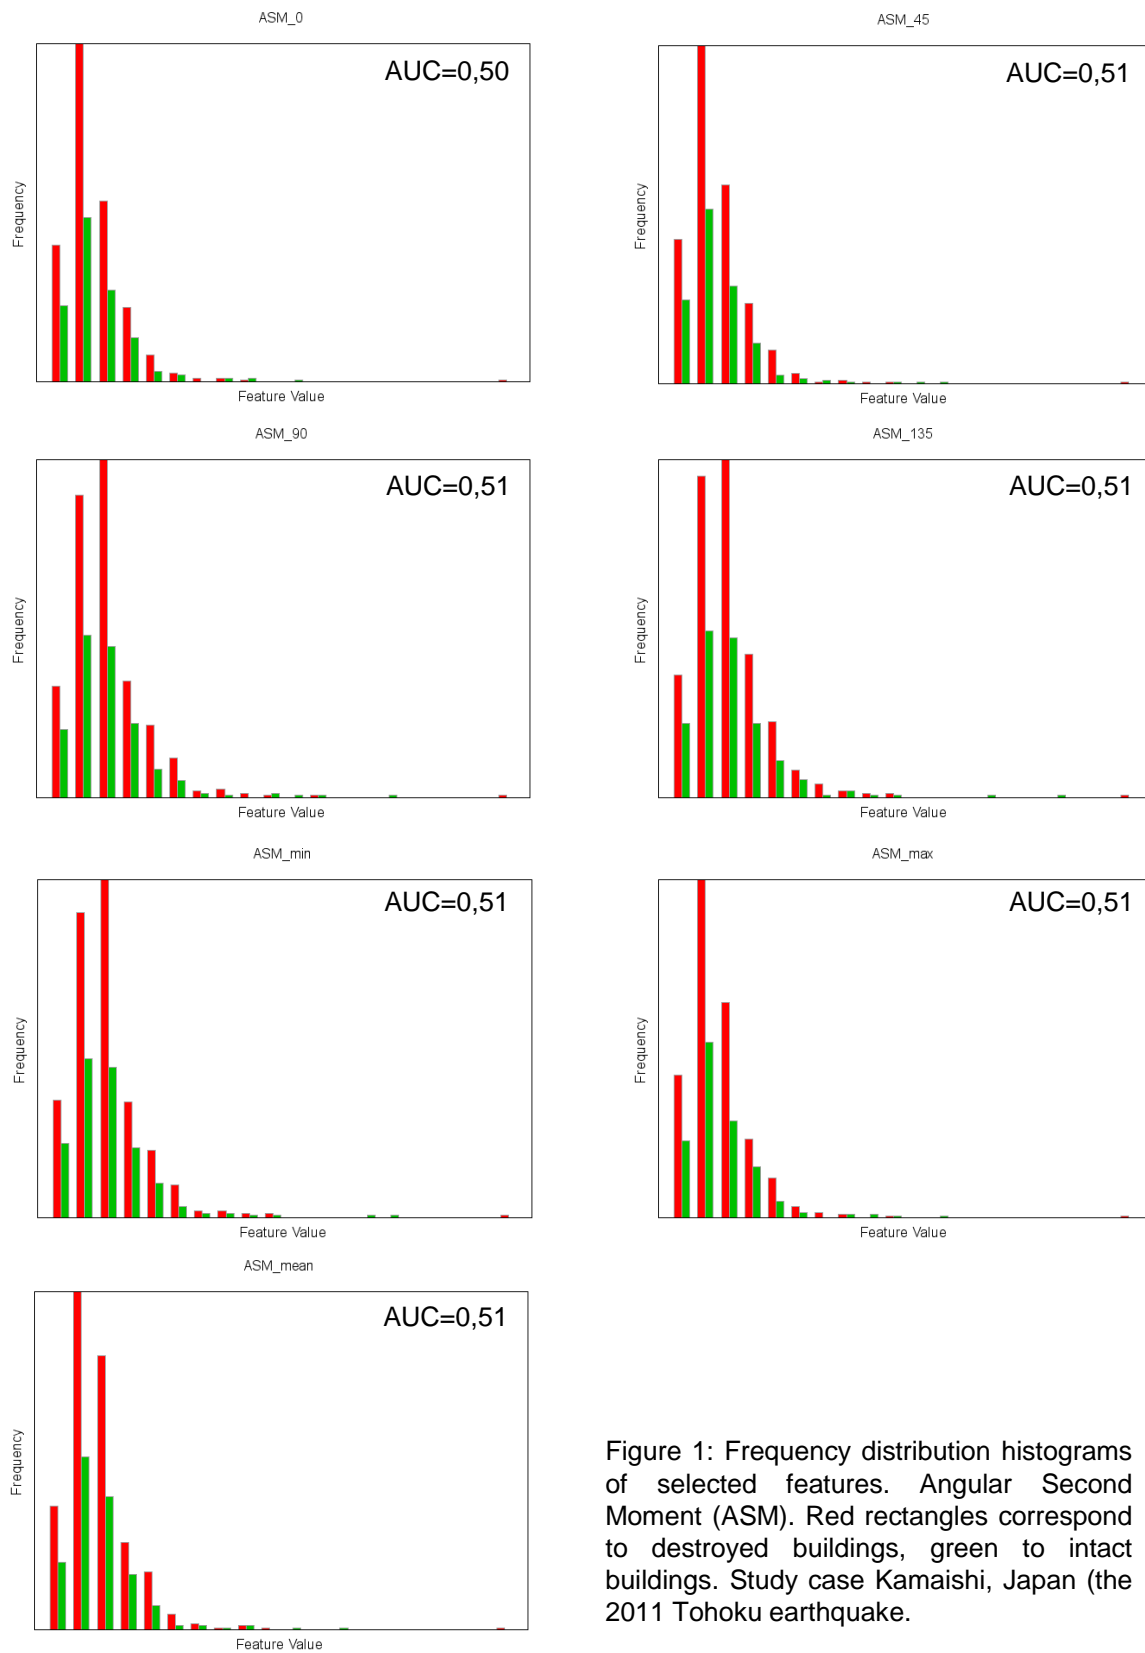 ASM_0
AUC=0,50
Frequency
Feature Value
ASM_45
AUC=0,51
Frequency
Feature Value
ASM_90
AUC=0,51
Frequency
Feature Value
ASM_135
AUC=0,51
Frequency
Feature Value
ASM_min
AUC=0,51
Frequency
Feature Value
ASM_max
AUC=0,51
Frequency
Feature Value
ASM_mean
AUC=0,51
Frequency
Feature Value
Figure 1: Frequency distribution histograms
of selected features. Angular Second
Moment (ASM). Red rectangles correspond
to destroyed buildings, green to intact
buildings. Study case Kamaishi, Japan (the
2011 Tohoku earthquake.